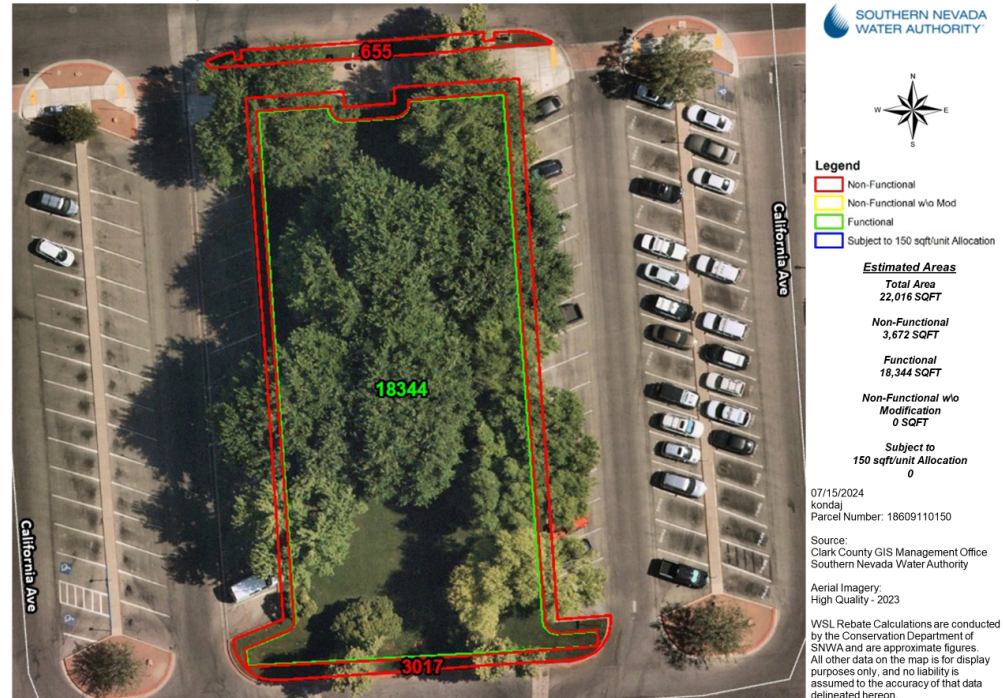 655
18344
3017
California Ave
California Ave
SOUTHERN NEVADA
WATER AUTHORITY
N
W
E
S
Legend
Non-Functional
Non-Functional w\o Mod
Functional
Subject to 150 sqft/unit Allocation
Estimated Areas
Total Area
22,016 SQFT
Non-Functional
3,672 SQFT
Functional
18,344 SQFT
Non-Functional w\o
Modification
0 SQFT
Subject to
150 sqft/unit Allocation
0
07/15/2024
kondaj
Parcel Number: 18609110150
Source:
Clark County GIS Management Office
Southern Nevada Water Authority
Aerial Imagery:
High Quality - 2023
WSL Rebate Calculations are conducted
by the Conservation Department of
SNWA and are approximate figures.
All other data on the map is for display
purposes only, and no liability is
assumed to the accuracy of that data
delineated hereon.